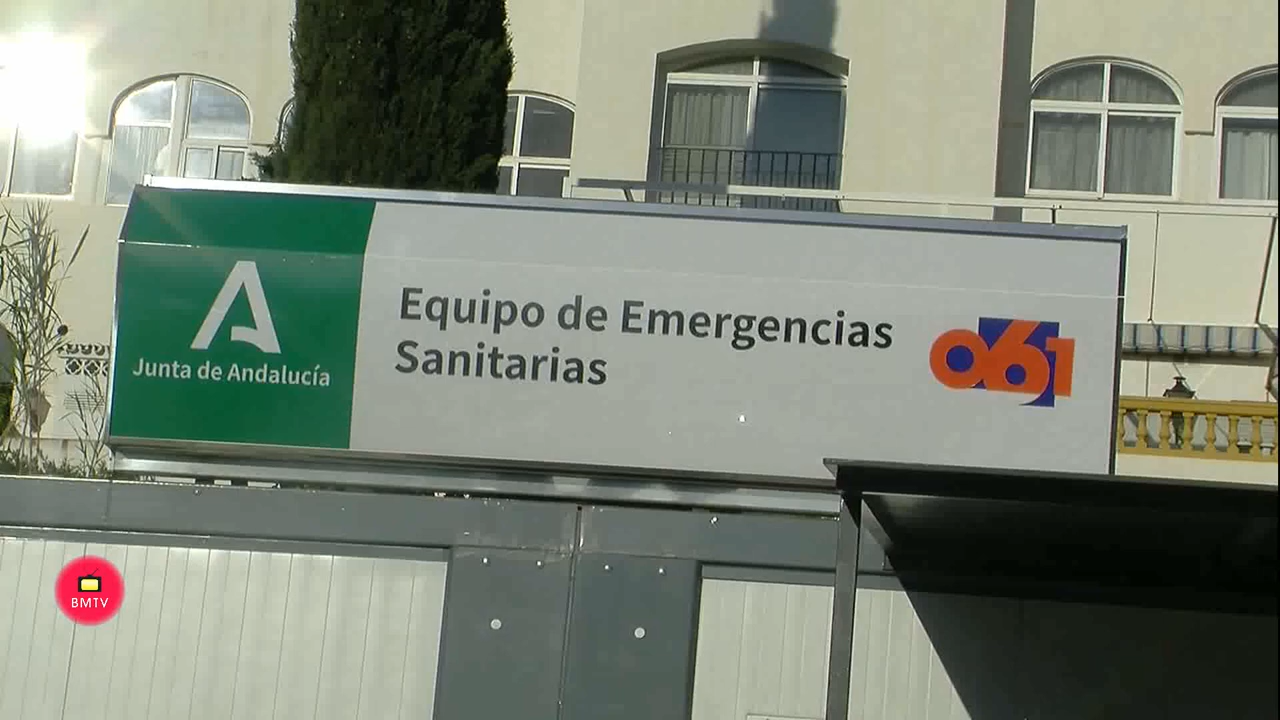 Junta de Andalucía
Equipo de Emergencias
Sanitarias
061
BMTV